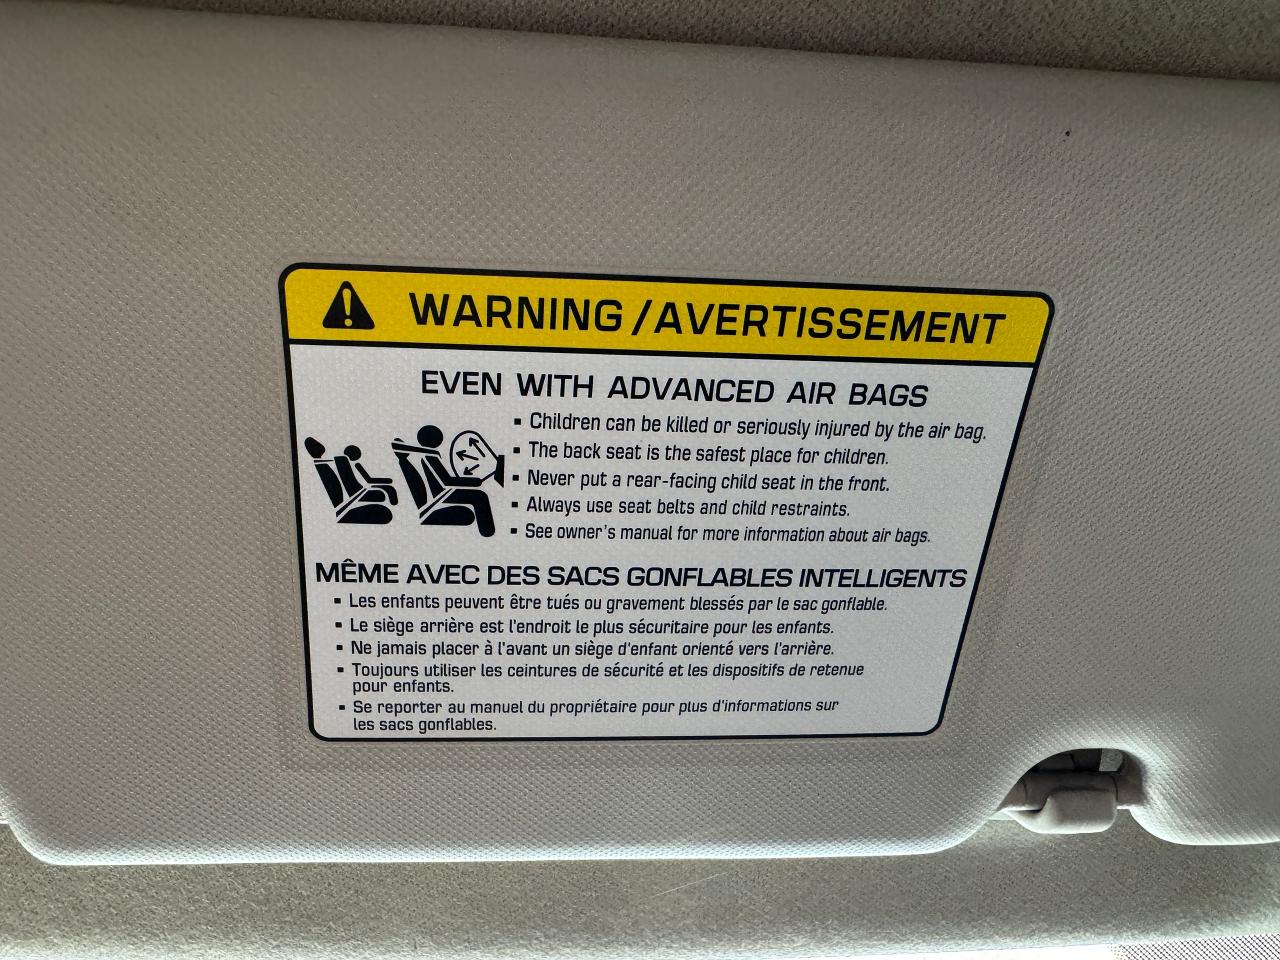 WARNING/AVERTISSEMENT
EVEN WITH ADVANCED AIR BAGS
▪ Children can be killed or seriously injured by the air bag.
▪ The back seat is the safest place for children.
▪ Never put a rear-facing child seat in the front.
▪ Always use seat belts and child restraints.
▪ See owner's manual for more information about air bags.
MÊME AVEC DES SACS GONFLABLES INTELLIGENTS
▪ Les enfants peuvent être tués ou gravement blessés par le sac gonflable.
▪ Le siège arrière est l'endroit le plus sécuritaire pour les enfants.
▪ Ne jamais placer à l'avant un siège d'enfant orienté vers l'arrière.
▪ Toujours utiliser les ceintures de sécurité et les dispositifs de retenue
pour enfants.
▪ Se reporter au manuel du propriétaire pour plus d'informations sur
les sacs gonflables.